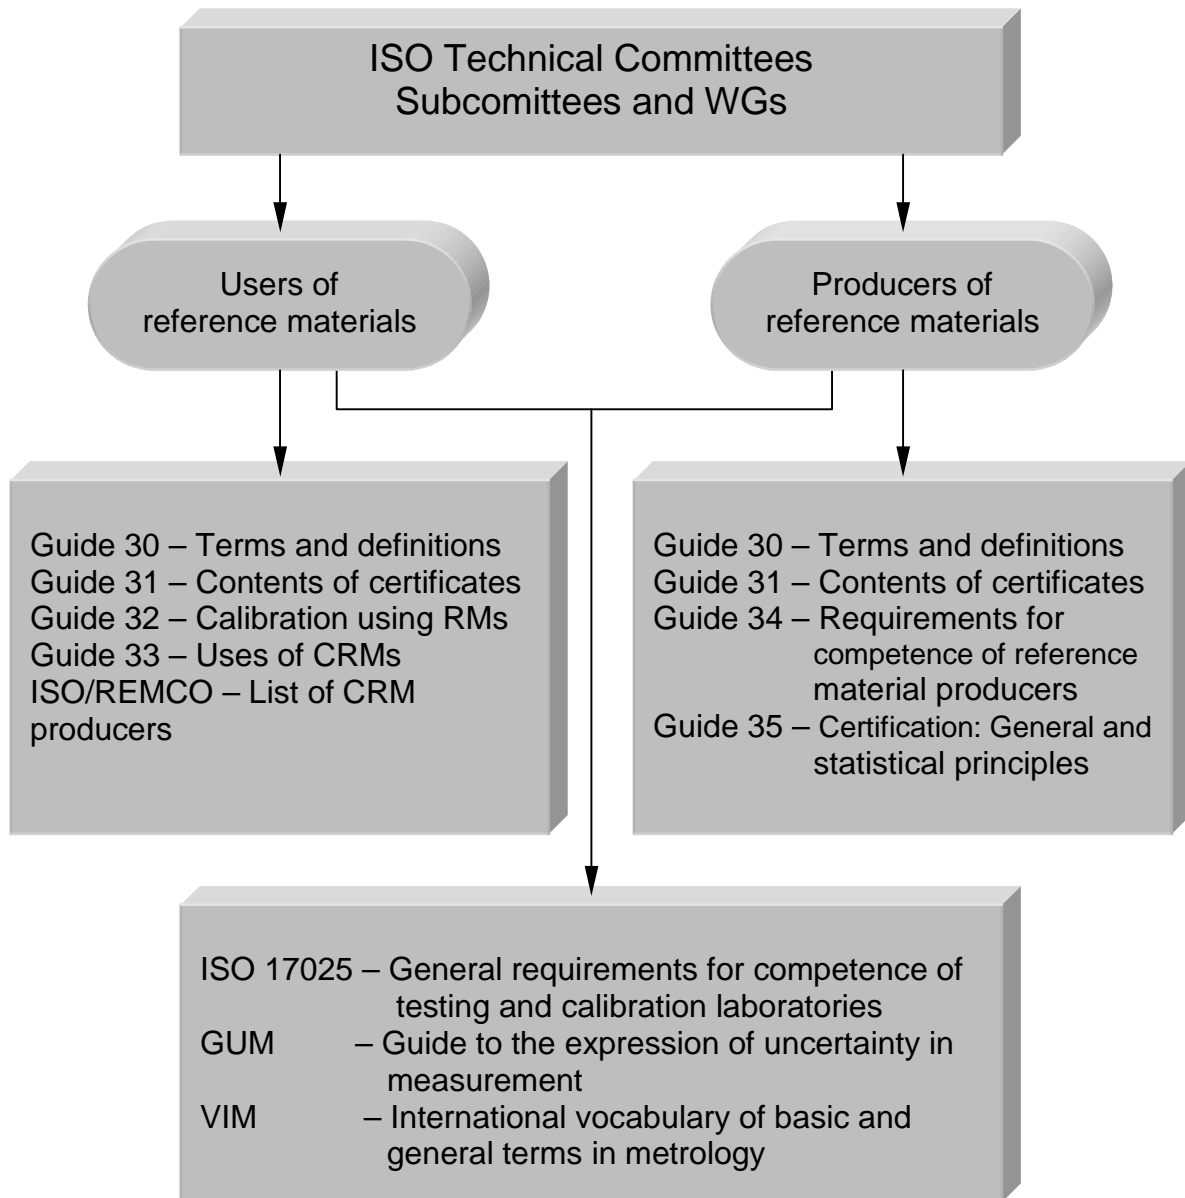 ISO Technical Committees
Subcomittees and WGs
Users of
reference materials
Producers of
reference materials
Guide 30 – Terms and definitions
Guide 31 – Contents of certificates
Guide 32 – Calibration using RMs
Guide 33 – Uses of CRMs
ISO/REMCO – List of CRM
producers
Guide 30 – Terms and definitions
Guide 31 – Contents of certificates
Guide 34 – Requirements for
competence of reference
material producers
Guide 35 – Certification: General and
statistical principles
ISO 17025 – General requirements for competence of
testing and calibration laboratories
GUM – Guide to the expression of uncertainty in
measurement
VIM – International vocabulary of basic and
general terms in metrology